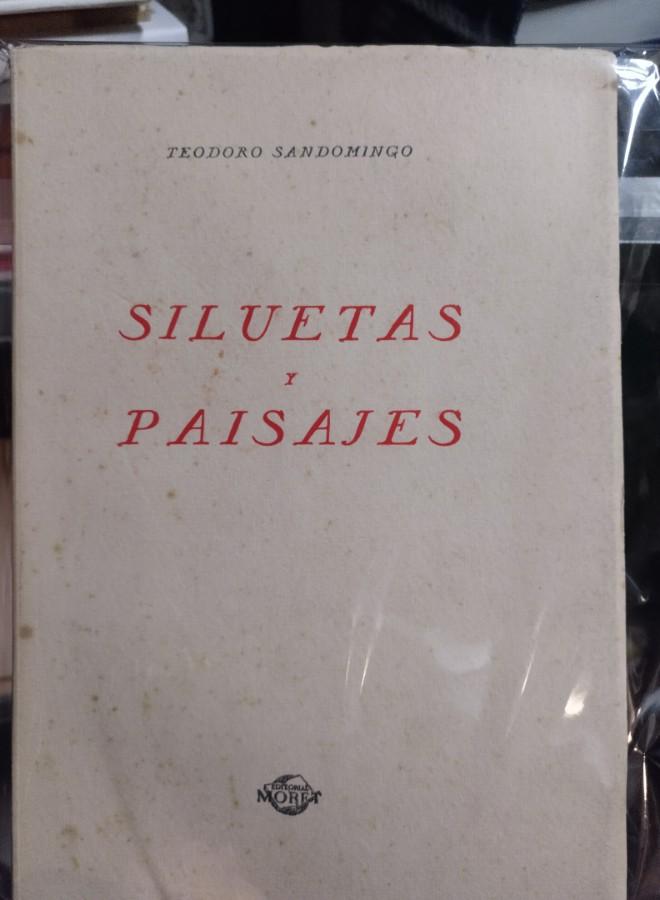 TEODORO SANDOMINGO
SILUETAS
Y
PAISAJES
EDITORIAL
MORET